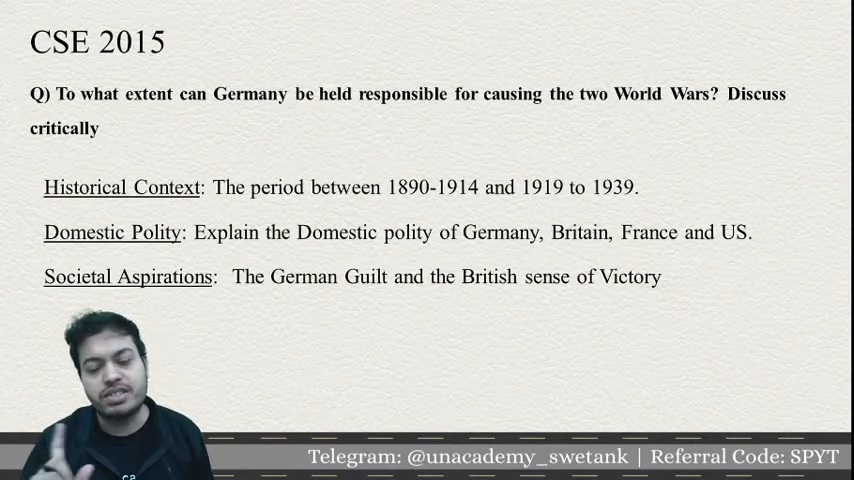 CSE 2015
Q) To what extent can Germany be held responsible for causing the two World Wars? Discuss
critically
Historical Context: The period between 1890-1914 and 1919 to 1939.
Domestic Polity: Explain the Domestic polity of Germany, Britain, France and US.
Societal Aspirations: The German Guilt and the British sense of Victory
Telegram: @unacademy_swetank | Referral Code: SPYT